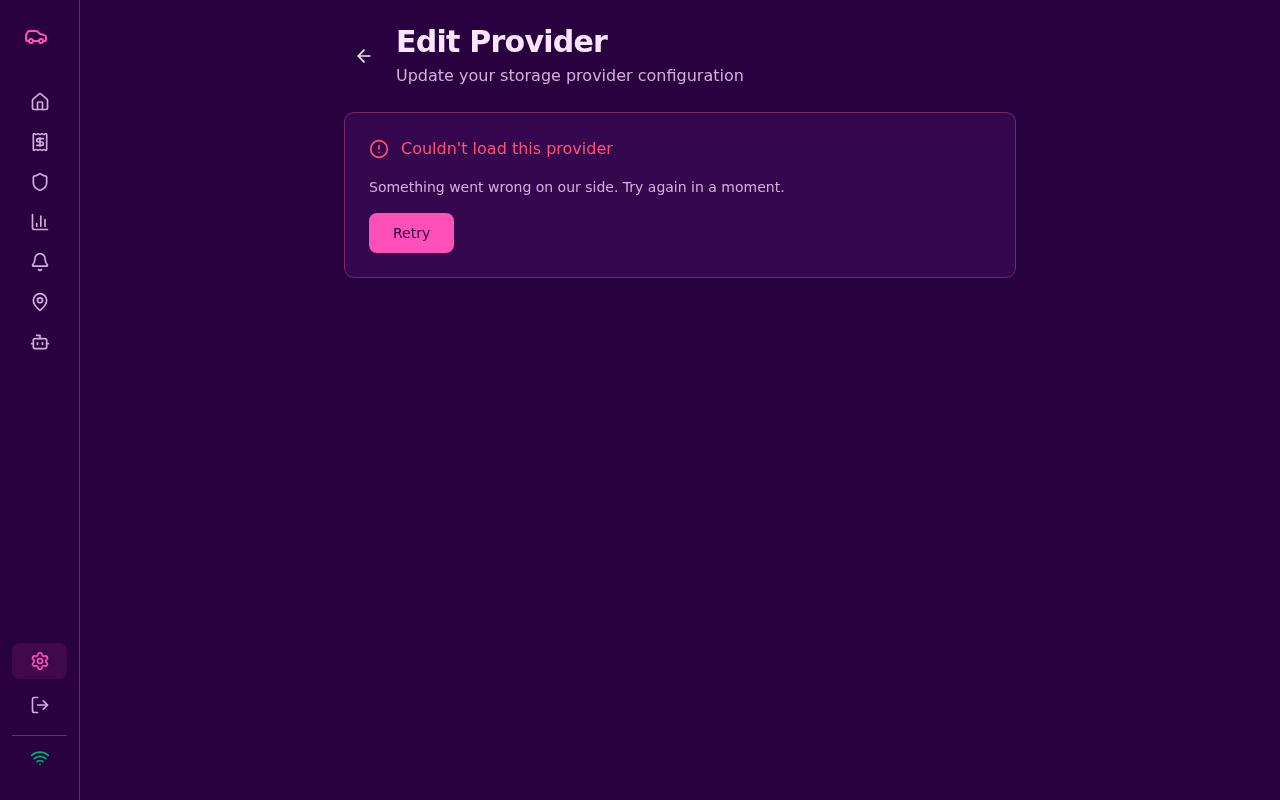 Edit Provider
Update your storage provider configuration
Couldn't load this provider
Something went wrong on our side. Try again in a moment.
Retry